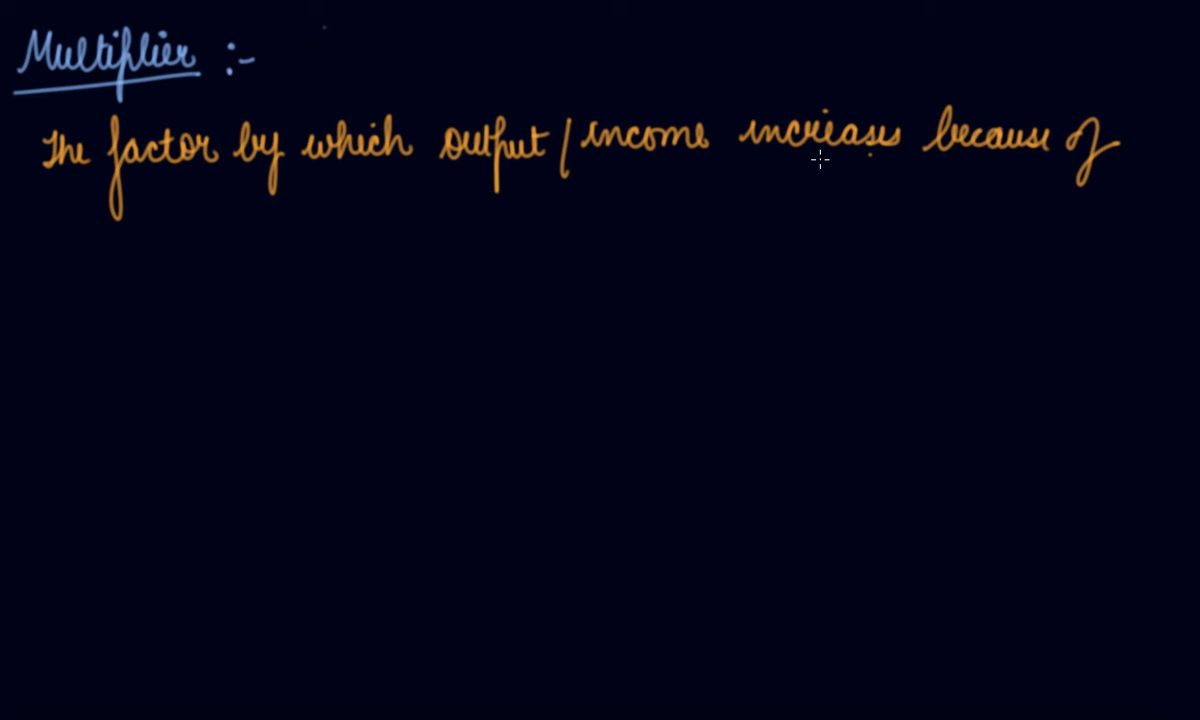 Multiplier :-
The factor by which output / income increases because of